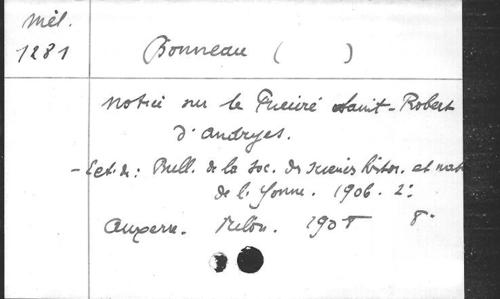 Mél.
1281
Bonneau ( )
Notice sur le Prieuré Saint-Robert
d'Andryes.
- Ext. de : Bull. de la Soc. des sciences histor. et nat
de l'Yonne. 1906. 2:
Auxerre. 1908 8°